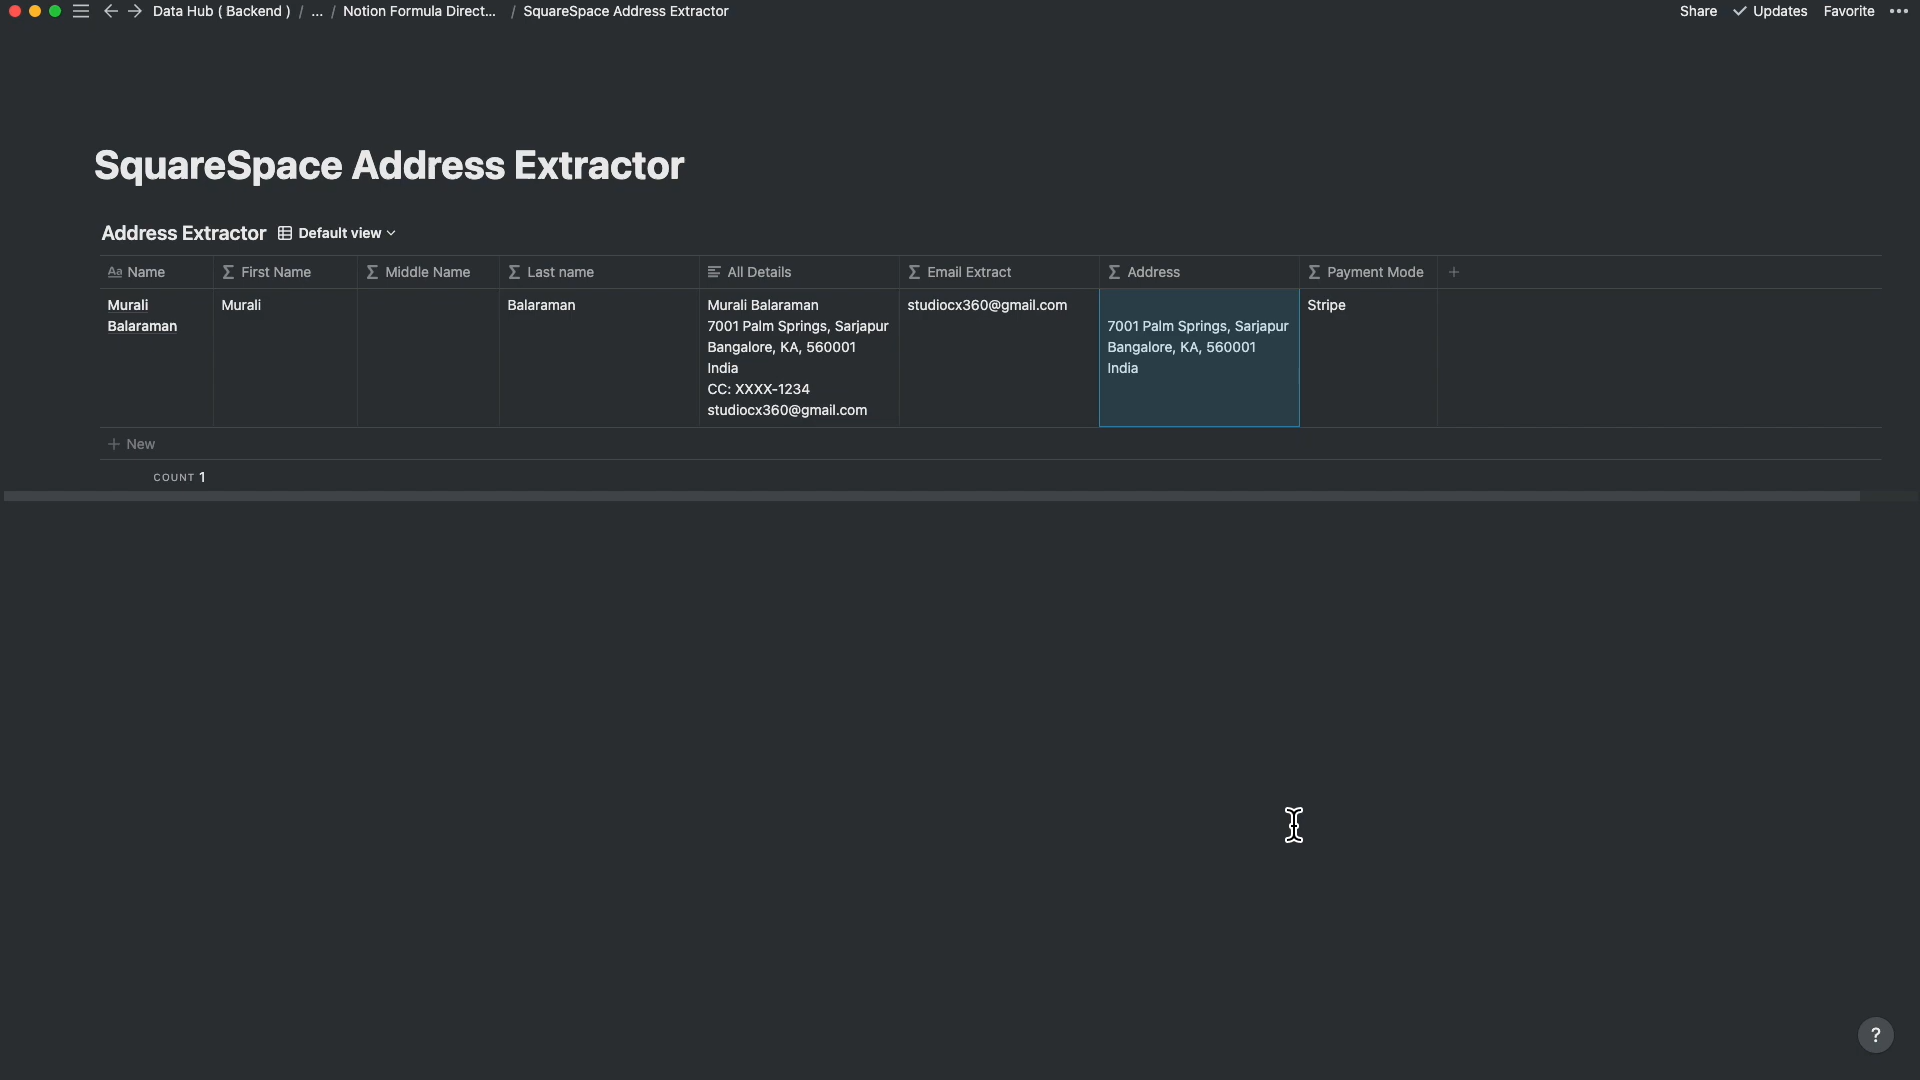 Data Hub ( Backend ) / ... / Notion Formula Direct... / SquareSpace Address Extractor
Share ✓ Updates Favorite •••
SquareSpace Address Extractor
Address Extractor Default view
Aa Name Σ First Name Σ Middle Name Σ Last name All Details Σ Email Extract Σ Address Σ Payment Mode +
Murali
Balaraman
Murali
Balaraman
Murali Balaraman
7001 Palm Springs, Sarjapur
Bangalore, KA, 560001
India
CC: XXXX-1234
studiocx360@gmail.com
studiocx360@gmail.com
7001 Palm Springs, Sarjapur
Bangalore, KA, 560001
India
Stripe
+ New
COUNT 1
?